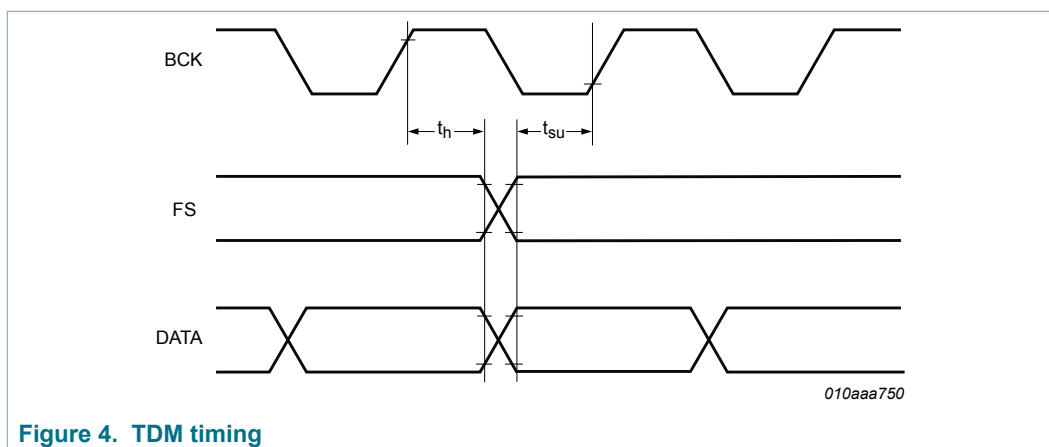 BCK
th
tsu
FS
DATA
010aaa750
Figure 4. TDM timing